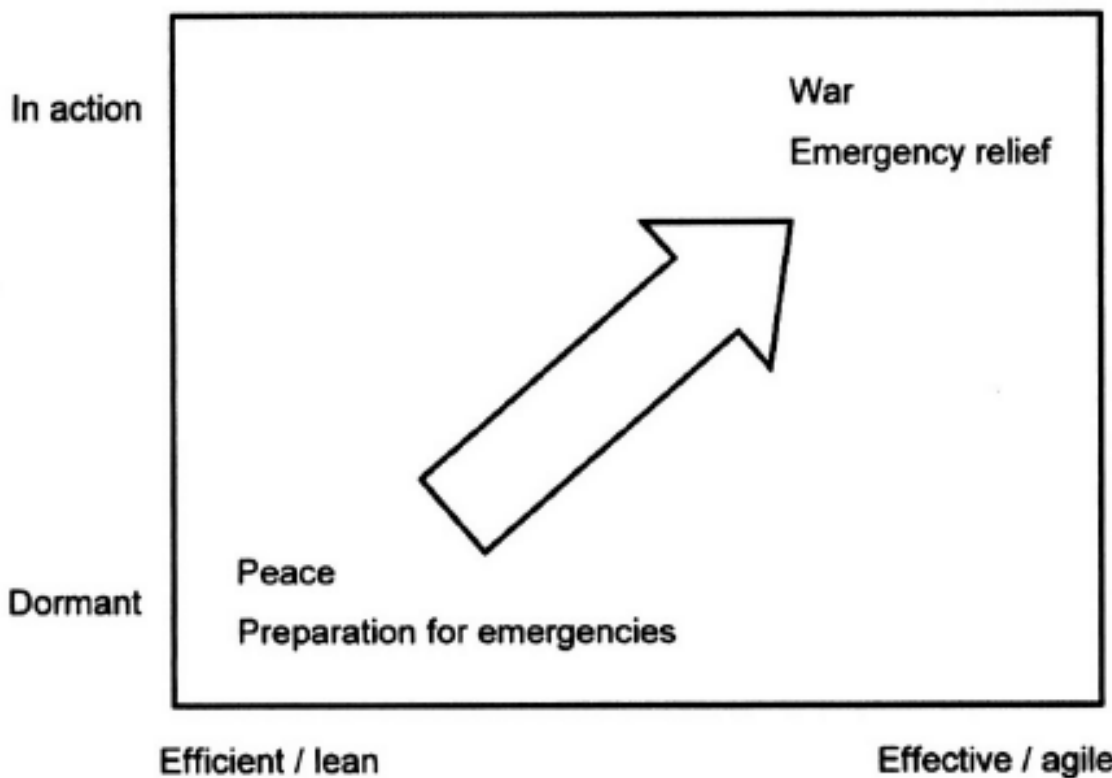 In action
War
Emergency relief
Peace
Dormant
Preparation for emergencies
Efficient / lean
Effective / agile